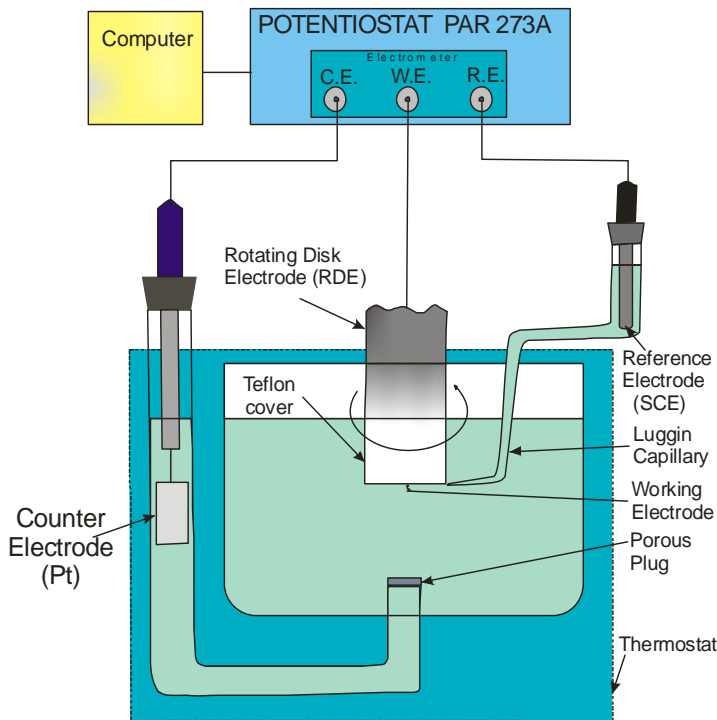 Computer
POTENTIOSTAT PAR 273A
Electrometer
C.E. W.E. R.E.
Rotating Disk
Electrode (RDE)
Teflon
cover
Reference
Electrode
(SCE)
Luggin
Capillary
Working
Electrode
Porous
Plug
Counter
Electrode
(Pt)
Thermostat